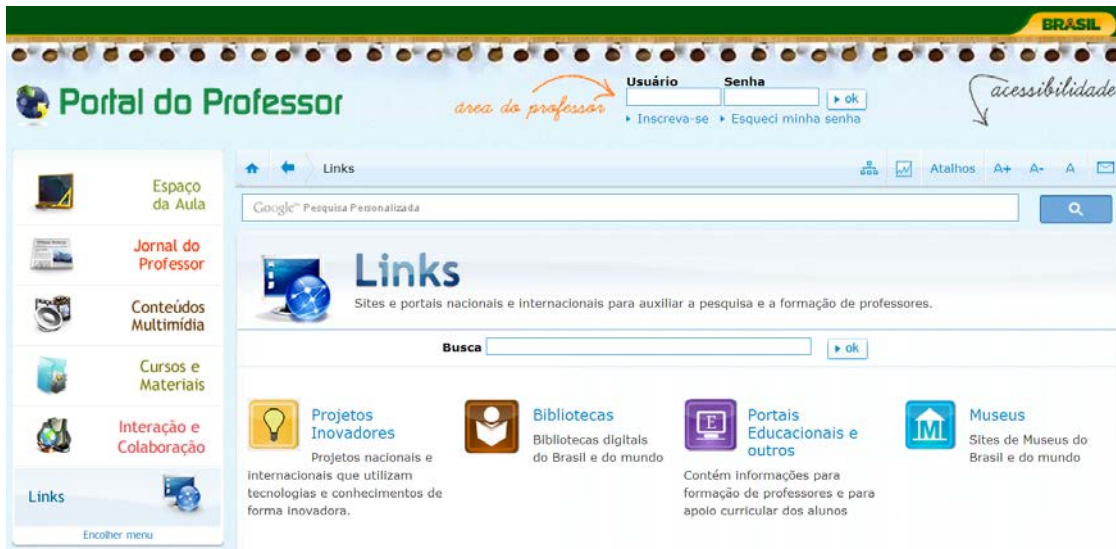 BRASIL
Portal do Professor
área do professor
Usuário Senha
ok
Inscreva-se Esqueci minha senha
acessibilidade
Links
Atalhos A+ A- A
Google™ Pesquisa Personalizada
Espaço
da Aula
Jornal do
Professor
Conteúdos
Multimídia
Cursos e
Materiais
Interação e
Colaboração
Links
Encolher menu
Links
Sites e portais nacionais e internacionais para auxiliar a pesquisa e a formação de professores.
Busca ok
Projetos
Inovadores
Projetos nacionais e
internacionais que utilizam
tecnologias e conhecimentos de
forma inovadora.
Bibliotecas
Bibliotecas digitais
do Brasil e do mundo
E
Portais
Educacionais e
outros
Contém informações para
formação de professores e para
apoio curricular dos alunos
M
Museus
Sites de Museus do
Brasil e do mundo